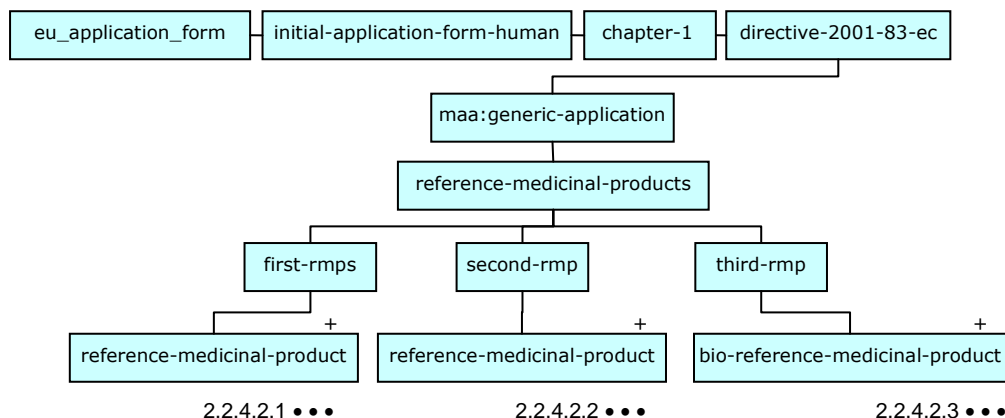 eu_application_form initial-application-form-human chapter-1 directive-2001-83-ec
maa:generic-application
reference-medicinal-products
first-rmps second-rmp third-rmp
+ + +
reference-medicinal-product reference-medicinal-product bio-reference-medicinal-product
2.2.4.2.1 ● ● ● 2.2.4.2.2 ● ● ● 2.2.4.2.3 ● ● ●